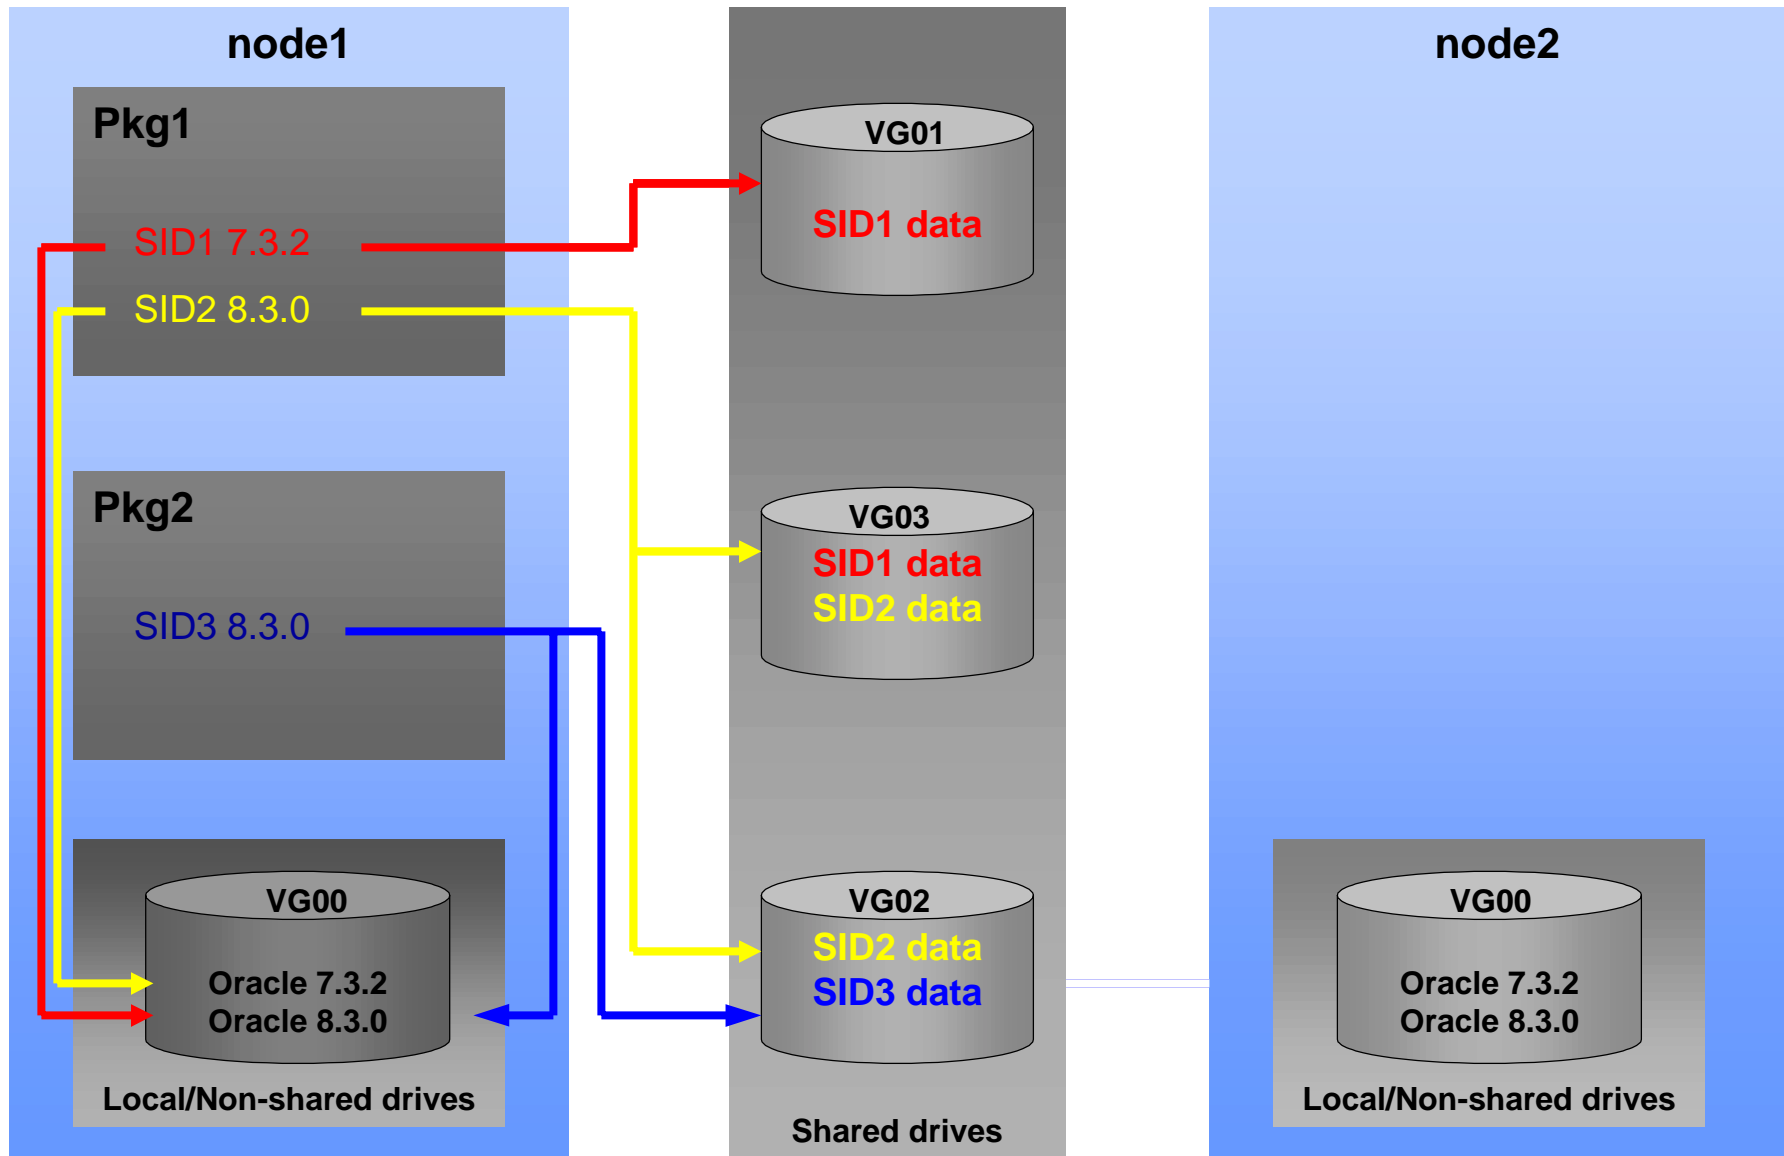 node1
Pkg1
SID1 7.3.2
SID2 8.3.0
Pkg2
SID3 8.3.0
VG00
Oracle 7.3.2
Oracle 8.3.0
Local/Non-shared drives
VG01
SID1 data
VG03
SID1 data
SID2 data
VG02
SID2 data
SID3 data
Shared drives
node2
VG00
Oracle 7.3.2
Oracle 8.3.0
Local/Non-shared drives